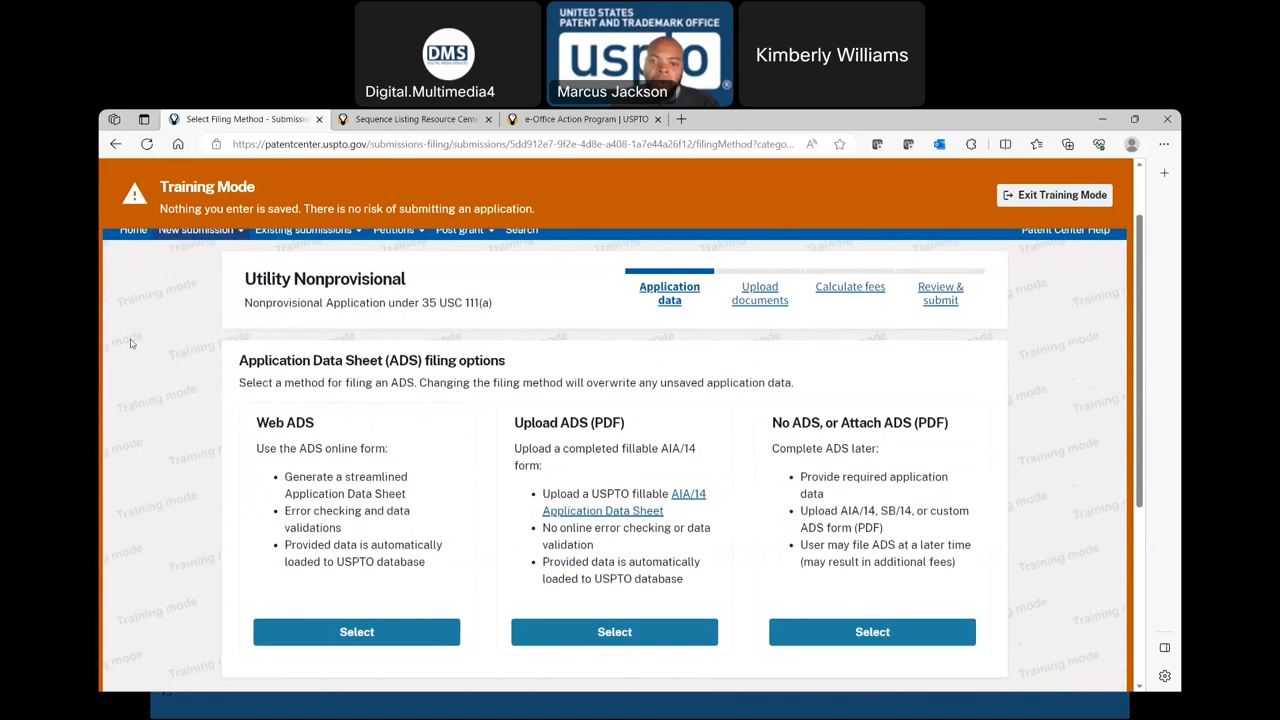 DMS
DIGITAL MEDIA SERVICES
Digital.Multimedia4
UNITED STATES
PATENT AND TRADEMARK OFFICE
uspto
®
Marcus Jackson
Kimberly Williams
Select Filing Method - Submissio
Sequence Listing Resource Cente
e-Office Action Program | USPTO
https://patentcenter.uspto.gov/submissions-filing/submissions/5dd912e7-9f2e-4d8e-a408-1a7e44a26f12/filingMethod?catego...
Training Mode
Nothing you enter is saved. There is no risk of submitting an application.
Exit Training Mode
Home New submission Existing submissions Petitions Post grant Search Patent Center Help
Utility Nonprovisional
Nonprovisional Application under 35 USC 111(a)
Application
data
Upload
documents
Calculate fees
Review &
submit
Application Data Sheet (ADS) filing options
Select a method for filing an ADS. Changing the filing method will overwrite any unsaved application data.
Web ADS
Use the ADS online form:
Generate a streamlined
Application Data Sheet
Error checking and data
validations
Provided data is automatically
loaded to USPTO database
Select
Upload ADS (PDF)
Upload a completed fillable AIA/14
form:
Upload a USPTO fillable AIA/14
Application Data Sheet
No online error checking or data
validation
Provided data is automatically
loaded to USPTO database
Select
No ADS, or Attach ADS (PDF)
Complete ADS later:
Provide required application
data
Upload AIA/14, SB/14, or custom
ADS form (PDF)
User may file ADS at a later time
(may result in additional fees)
Select
Training mode